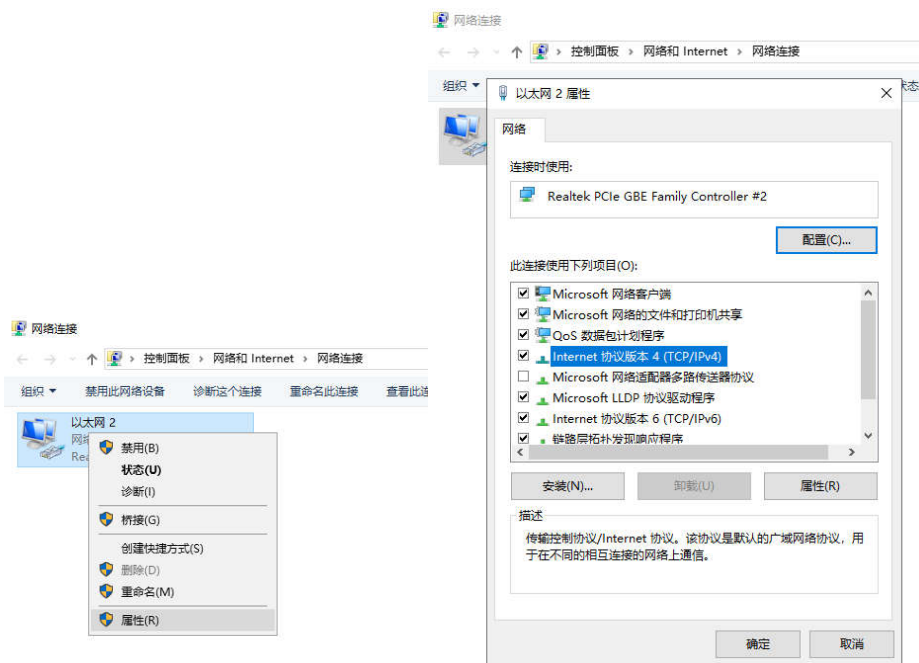 网络连接
控制面板 › 网络和 Internet › 网络连接
组织
以太网 2 属性
网络
连接时使用:
Realtek PCIe GBE Family Controller #2
配置(C)...
此连接使用下列项目(O):
Microsoft 网络客户端
Microsoft 网络的文件和打印机共享
QoS 数据包计划程序
Internet 协议版本 4 (TCP/IPv4)
Microsoft 网络适配器多路传送器协议
Microsoft LLDP 协议驱动程序
Internet 协议版本 6 (TCP/IPv6)
链路层拓扑发现响应程序
安装(N)...
卸载(U)
属性(R)
描述
传输控制协议/Internet 协议。该协议是默认的广域网络协议，用
于在不同的相互连接的网络上通信。
确定
取消
网络连接
控制面板 › 网络和 Internet › 网络连接
组织
禁用此网络设备
诊断这个连接
重命名此连接
查看此
以太网 2
网络
Rea
禁用(B)
状态(U)
诊断(I)
桥接(G)
创建快捷方式(S)
删除(D)
重命名(M)
属性(R)